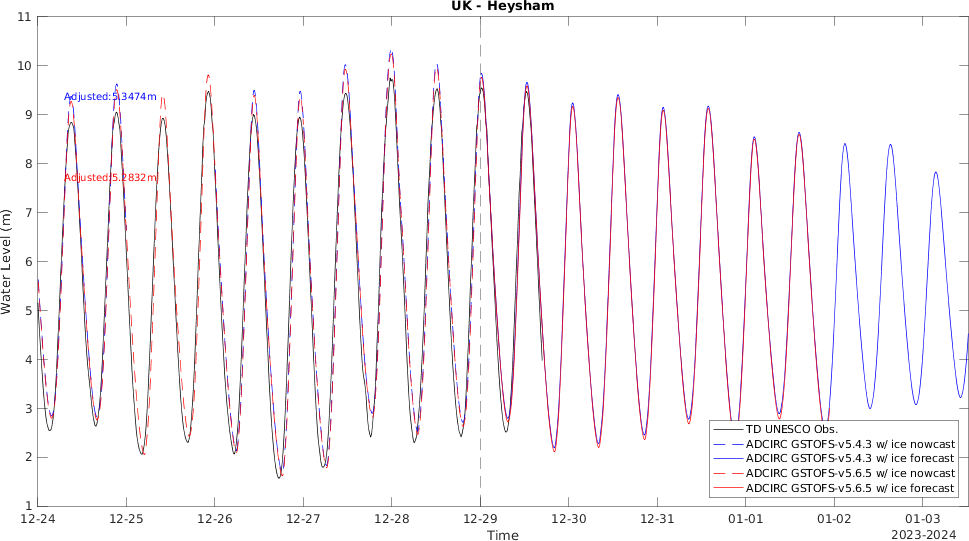 UK - Heysham
11
10
9
8
7
6
5
4
3
2
1
Water Level (m)
Adjusted:5.3474m
Adjusted:5.2832m
TD UNESCO Obs.
ADCIRC GSTOFS-v5.4.3 w/ ice nowcast
ADCIRC GSTOFS-v5.4.3 w/ ice forecast
ADCIRC GSTOFS-v5.6.5 w/ ice nowcast
ADCIRC GSTOFS-v5.6.5 w/ ice forecast
12-24 12-25 12-26 12-27 12-28 12-29 12-30 12-31 01-01 01-02 01-03
Time
2023-2024